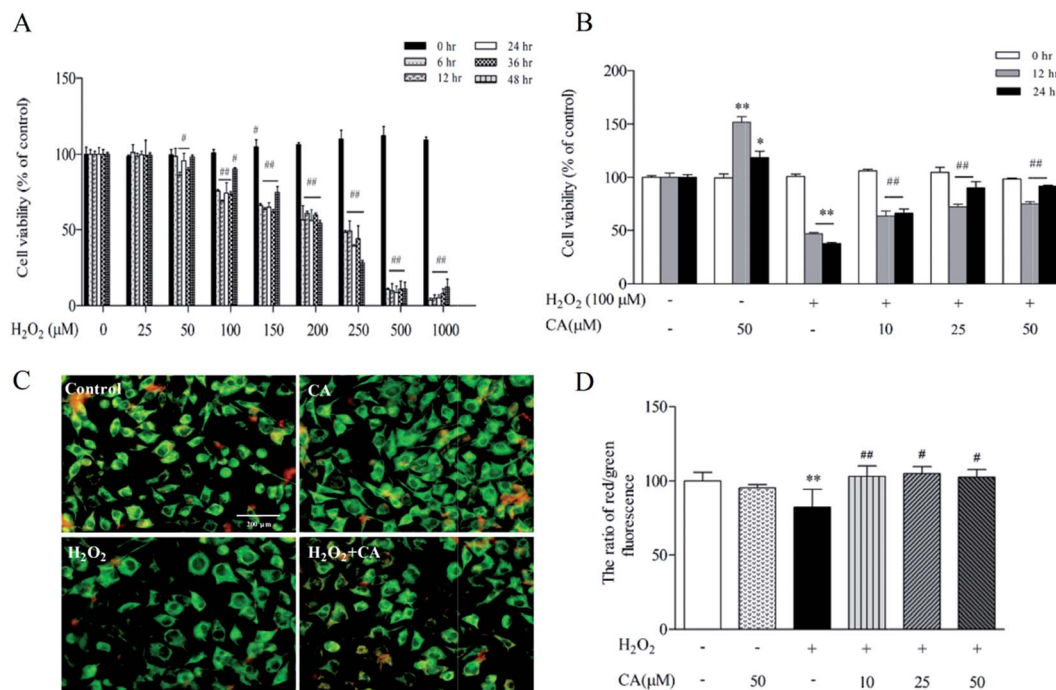 A
0 hr 24 hr
6 hr 36 hr
12 hr 48 hr
Cell viability (% of control)
150
100
50
0
# # # ## ## ## ## ## ##
H₂O₂ (μM) 0 25 50 100 150 200 250 500 1000
B
0 hr
12 hr
24 h
Cell viability (% of control)
200
150
100
50
0
** * ** ## ## ##
H₂O₂ (100 μM) - - + + + +
CA(μM) - 50 - 10 25 50
C
Control
CA
200 μm
H₂O₂
H₂O₂+CA
D
The ratio of red/green
fluorescence
150
100
50
0
** ## # #
H₂O₂ - - + + + +
CA(μM) - 50 - 10 25 50